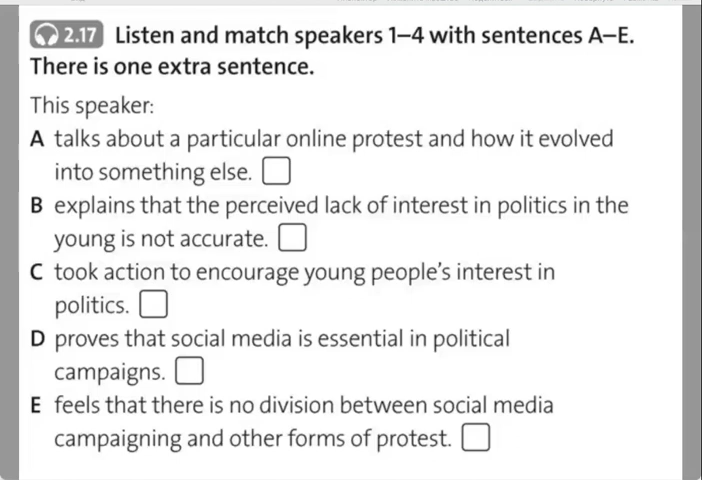 2.17 Listen and match speakers 1–4 with sentences A–E.
There is one extra sentence.
This speaker:
A talks about a particular online protest and how it evolved
into something else.
B explains that the perceived lack of interest in politics in the
young is not accurate.
C took action to encourage young people's interest in
politics.
D proves that social media is essential in political
campaigns.
E feels that there is no division between social media
campaigning and other forms of protest.